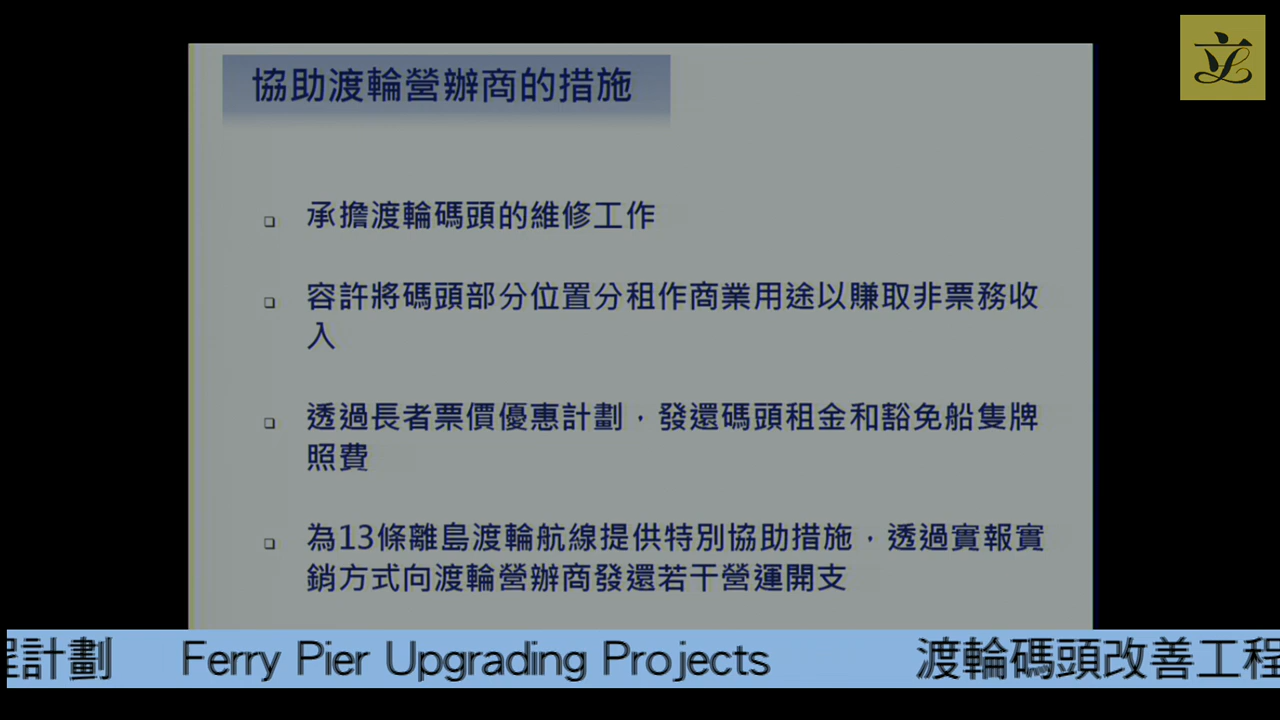 協助渡輪營辦商的措施
承擔渡輪碼頭的維修工作
容許將碼頭部分位置分租作商業用途以賺取非票務收
入
透過長者票價優惠計劃，發還碼頭租金和豁免船隻牌
照費
為13條離島渡輪航線提供特別協助措施，透過實報實
銷方式向渡輪營辦商發還若干營運開支
程計劃 Ferry Pier Upgrading Projects 渡輪碼頭改善工程